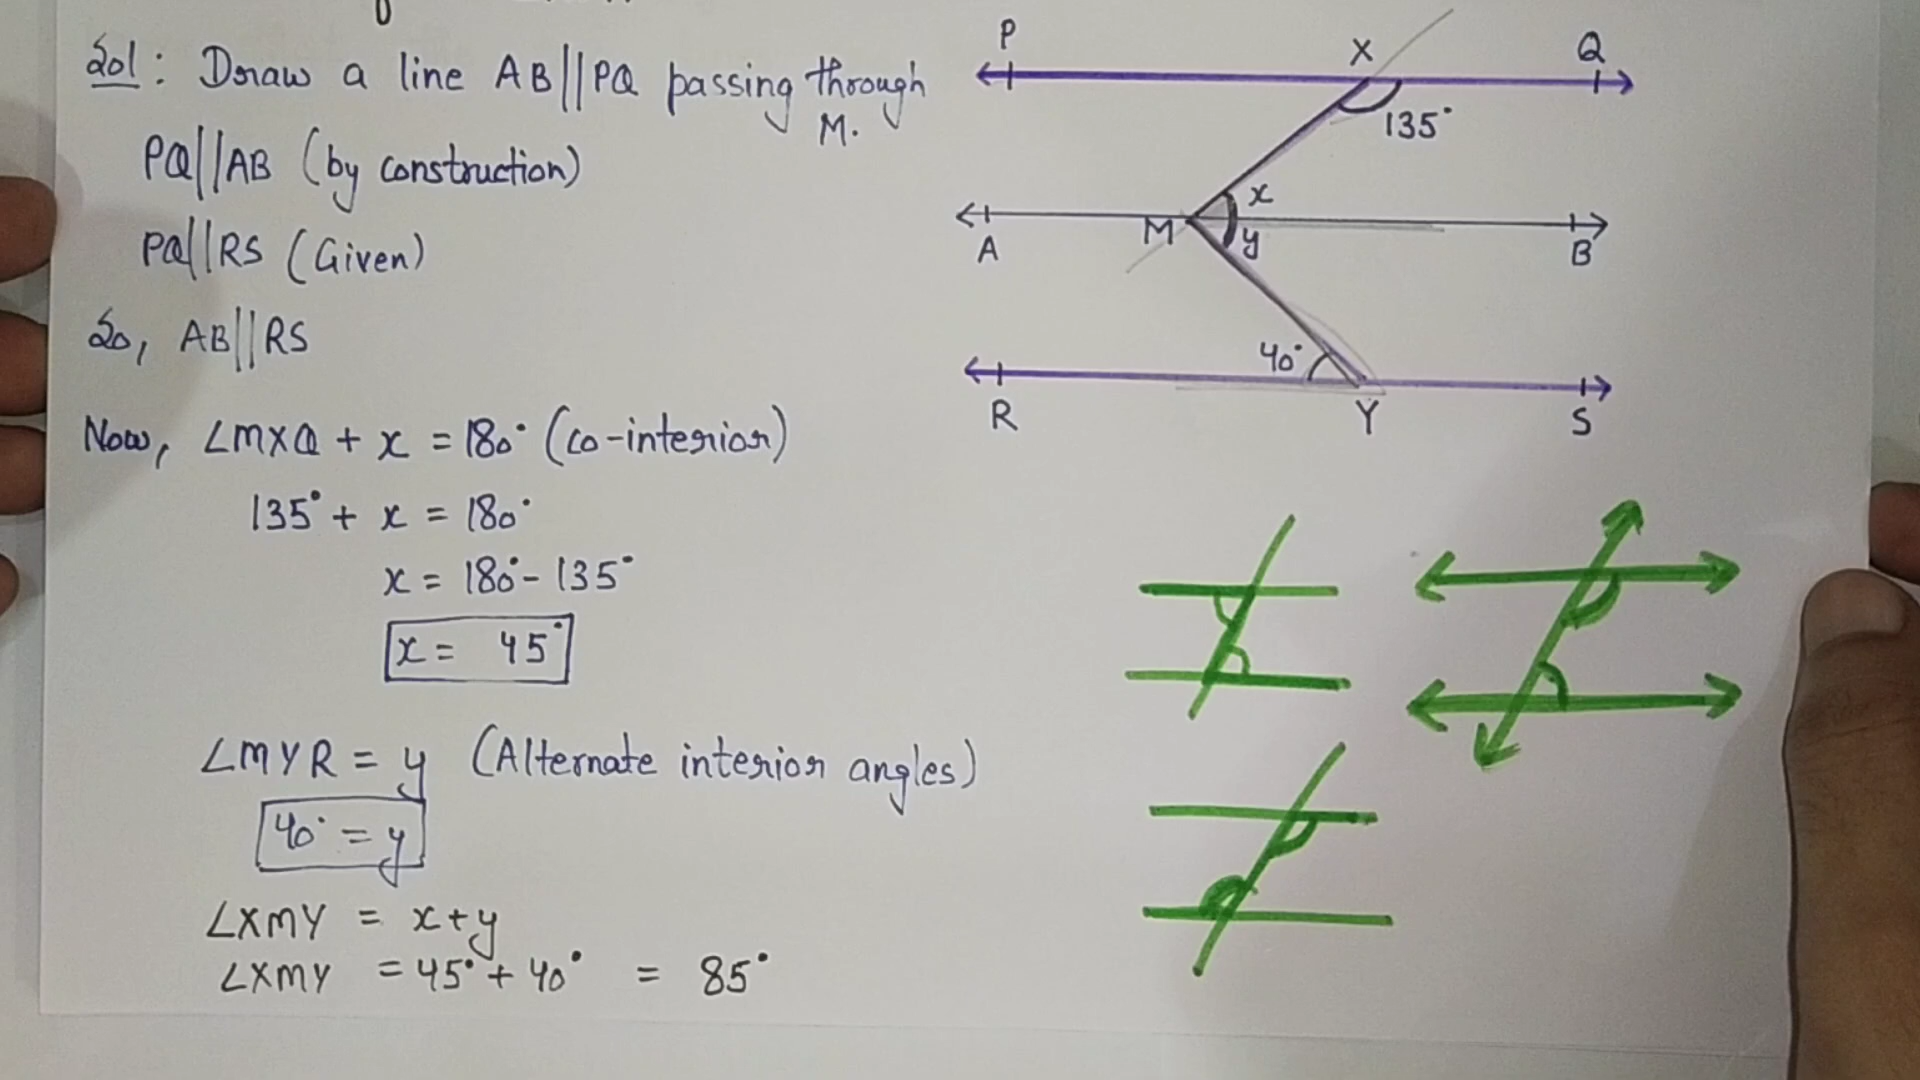 Sol: Draw a line AB||PQ passing through
M.
PQ||AB (by construction)
PQ||RS (Given)
So, AB||RS
Now, ∠MXQ + x = 180° (co-interior)
135° + x = 180°
x = 180° - 135°
x = 45°
∠MYR = y (Alternate interior angles)
40° = y
∠XMY = x+y
∠XMY = 45° + 40° = 85°
P X Q
135°
x
A M y B
40°
R Y S